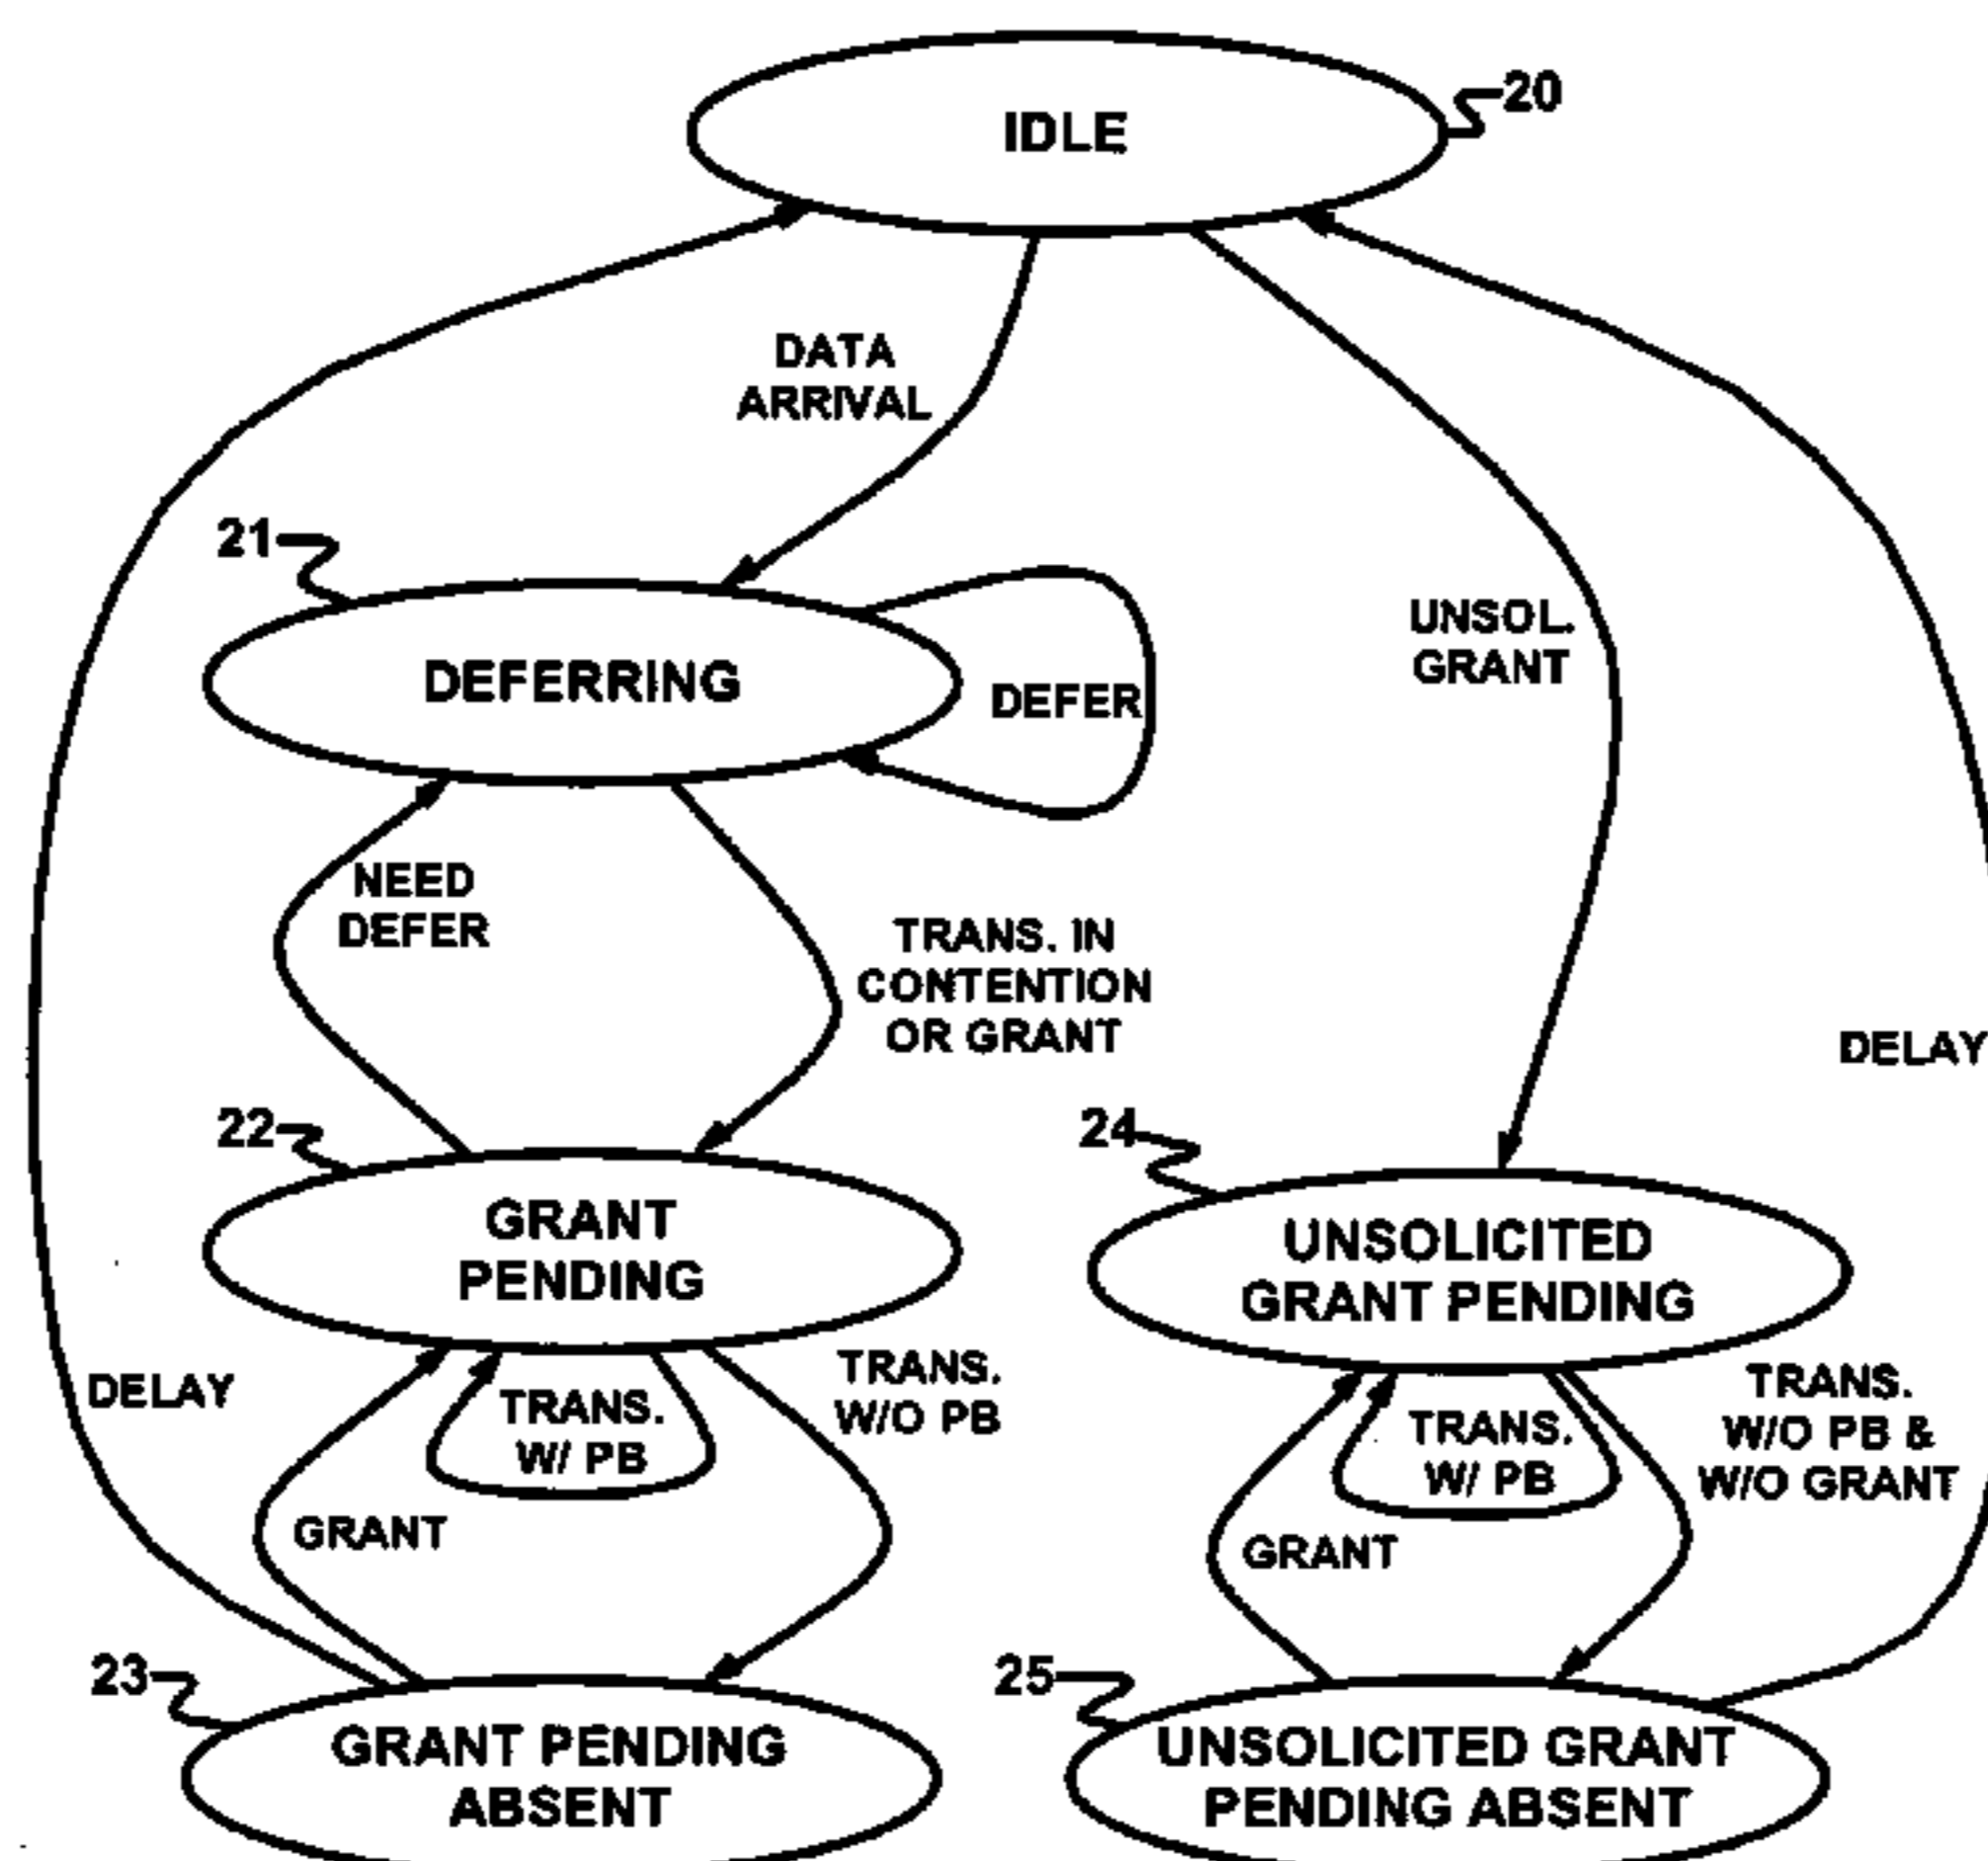 20
IDLE
DATA
ARRIVAL
21
DEFERRING
DEFER
UNSOL.
GRANT
NEED
DEFER
TRANS. IN
CONTENTION
OR GRANT
DELAY
22
GRANT
PENDING
24
UNSOLICITED
GRANT PENDING
DELAY
TRANS.
W/ PB
TRANS.
W/O PB
GRANT
TRANS.
W/ PB
TRANS.
W/O PB &
W/O GRANT
GRANT
23
GRANT PENDING
ABSENT
25
UNSOLICITED GRANT
PENDING ABSENT